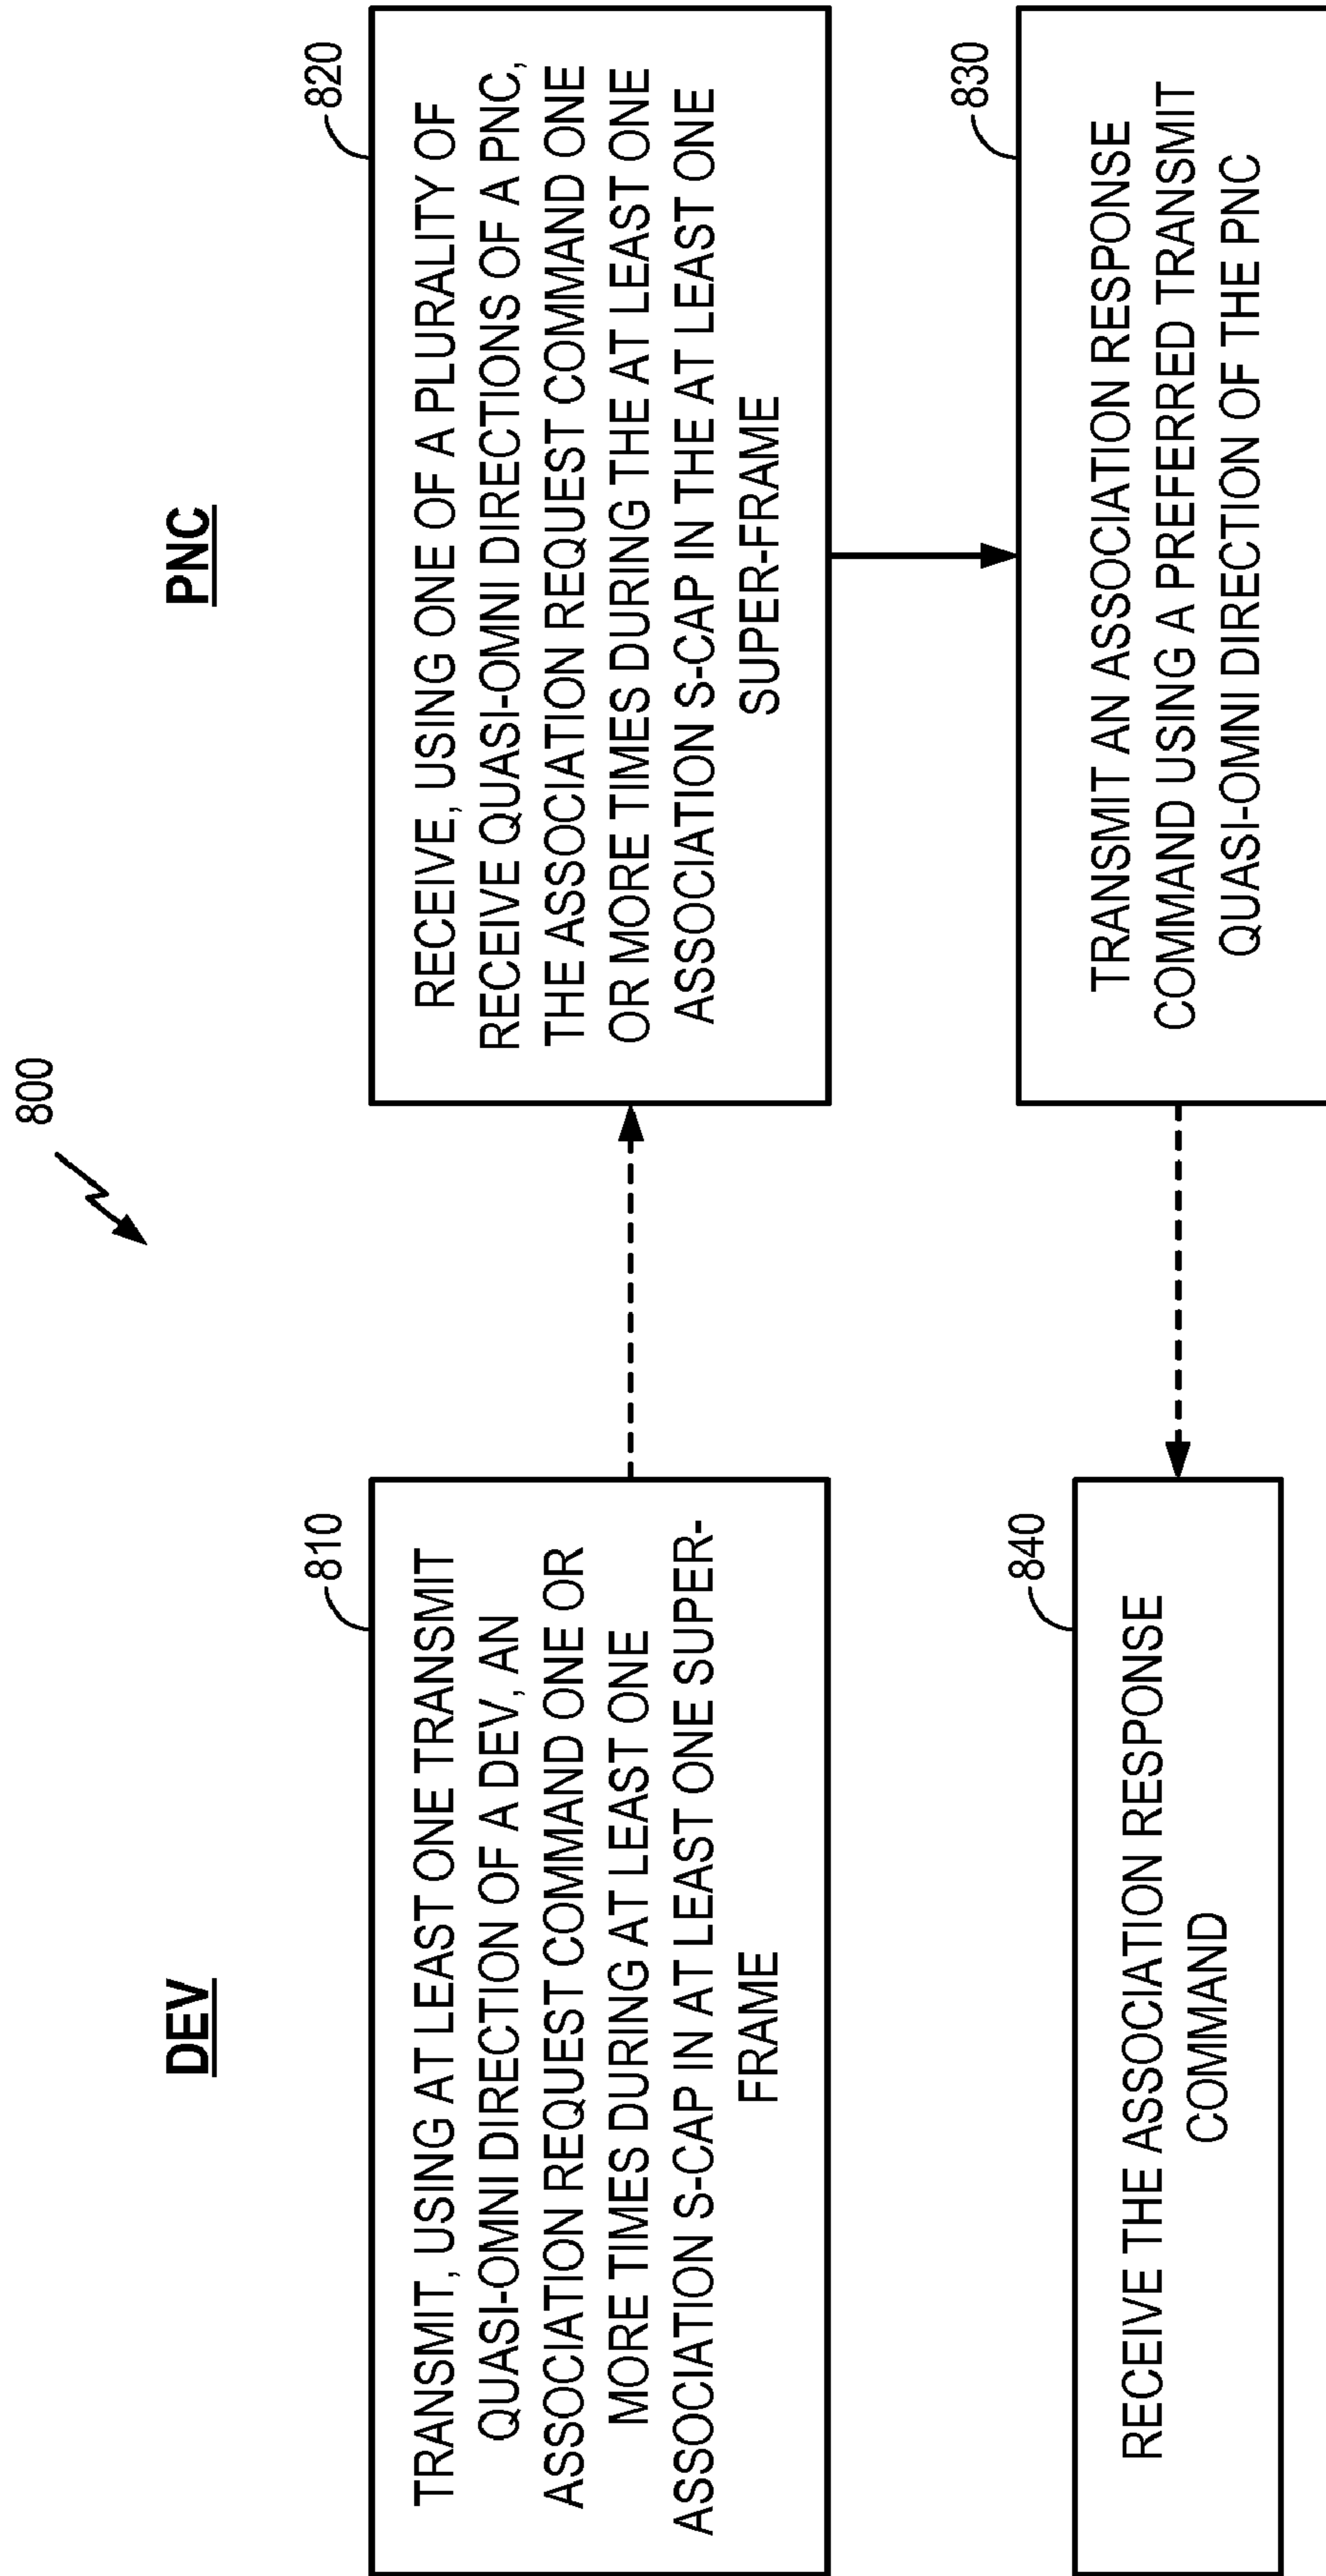 800
DEV
PNC
810
TRANSMIT, USING AT LEAST ONE TRANSMIT
QUASI-OMNI DIRECTION OF A DEV, AN
ASSOCIATION REQUEST COMMAND ONE OR
MORE TIMES DURING AT LEAST ONE
ASSOCIATION S-CAP IN AT LEAST ONE SUPER-
FRAME
820
RECEIVE, USING ONE OF A PLURALITY OF
RECEIVE QUASI-OMNI DIRECTIONS OF A PNC,
THE ASSOCIATION REQUEST COMMAND ONE
OR MORE TIMES DURING THE AT LEAST ONE
ASSOCIATION S-CAP IN THE AT LEAST ONE
SUPER-FRAME
830
TRANSMIT AN ASSOCIATION RESPONSE
COMMAND USING A PREFERRED TRANSMIT
QUASI-OMNI DIRECTION OF THE PNC
840
RECEIVE THE ASSOCIATION RESPONSE
COMMAND